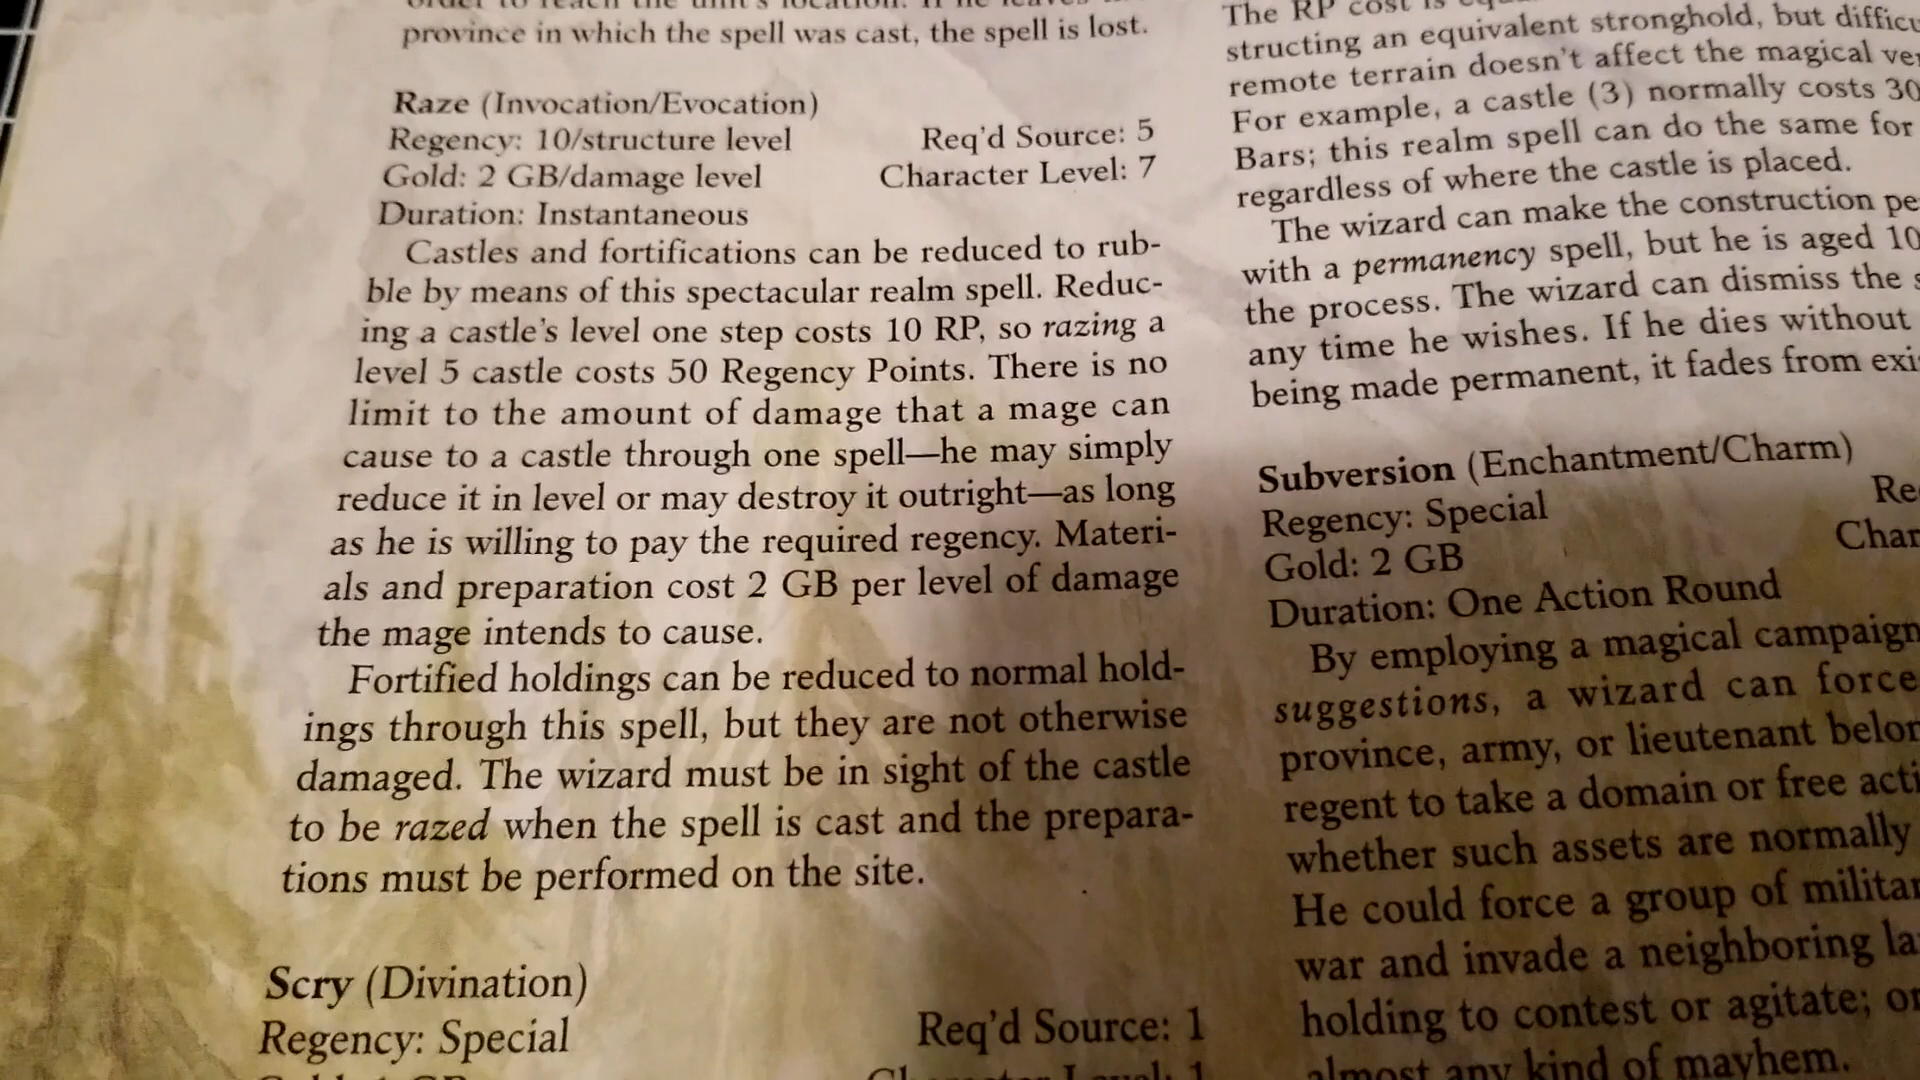 province in which the spell was cast, the spell is lost.
Raze (Invocation/Evocation)
Regency: 10/structure level Req'd Source: 5
Gold: 2 GB/damage level Character Level: 7
Duration: Instantaneous
Castles and fortifications can be reduced to rub-
ble by means of this spectacular realm spell. Reduc-
ing a castle's level one step costs 10 RP, so razing a
level 5 castle costs 50 Regency Points. There is no
limit to the amount of damage that a mage can
cause to a castle through one spell—he may simply
reduce it in level or may destroy it outright—as long
as he is willing to pay the required regency. Materi-
als and preparation cost 2 GB per level of damage
the mage intends to cause.
Fortified holdings can be reduced to normal hold-
ings through this spell, but they are not otherwise
damaged. The wizard must be in sight of the castle
to be razed when the spell is cast and the prepara-
tions must be performed on the site.
Scry (Divination)
Regency: Special Req'd Source: 1
The RP cost is
structing an equivalent stronghold, but
remote terrain doesn't affect the magical
For example, a castle (3) normally costs
Bars; this realm spell can do the same for
regardless of where the castle is placed.
The wizard can make the construction
with a permanency spell, but he is aged
the process. The wizard can dismiss the
any time he wishes. If he dies without
being made permanent, it fades from
Subversion (Enchantment/Charm)
Regency: Special
Gold: 2 GB
Duration: One Action Round
By employing a magical campaign
suggestions, a wizard can force
province, army, or lieutenant
regent to take a domain or free
whether such assets are normally
He could force a group of
war and invade a neighboring
holding to contest or agitate;
almost any kind of mayhem.